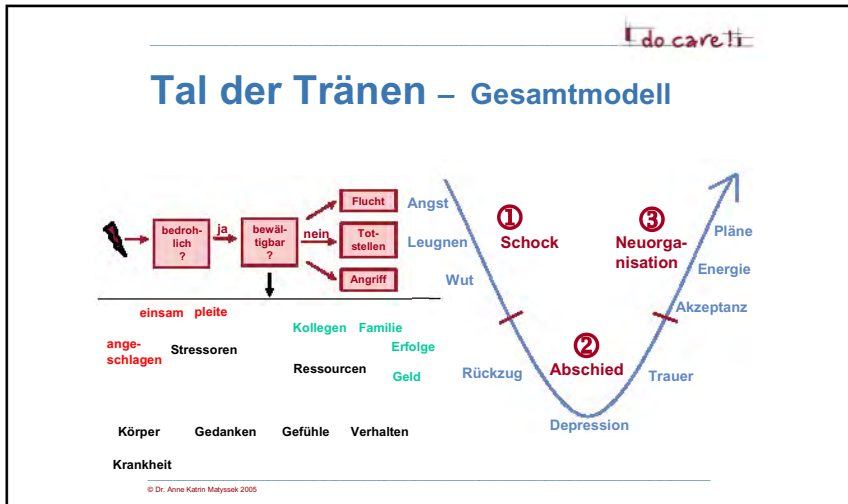 do care!
Tal der Tränen – Gesamtmodell
bedroh-
lich
?
ja
bewäl-
tigbar
?
nein
Flucht
Tot-
stellen
Angriff
einsam pleite
ange-
schlagen
Stressoren
Kollegen Familie
Erfolge
Ressourcen
Geld
Körper Gedanken Gefühle Verhalten
Krankheit
Angst
Leugnen
Wut
①
Schock
Rückzug
②
Abschied
Depression
Trauer
③
Neuorga-
nisation
Akzeptanz
Energie
Pläne
© Dr. Anne Katrin Matyssek 2005